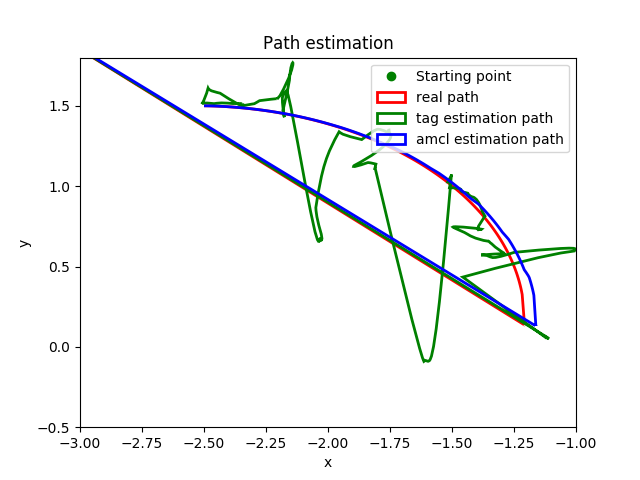 Path estimation
Starting point
real path
tag estimation path
amcl estimation path
1.5
1.0
0.5
0.0
−0.5
y
−3.00 −2.75 −2.50 −2.25 −2.00 −1.75 −1.50 −1.25 −1.00
x